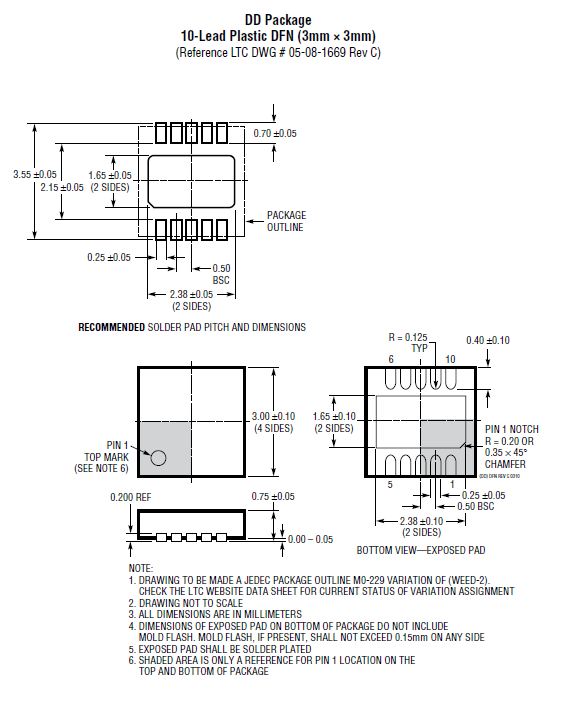 DD Package
10-Lead Plastic DFN (3mm × 3mm)
(Reference LTC DWG # 05-08-1669 Rev C)
0.70 ±0.05
3.55 ±0.05
1.65 ±0.05
(2 SIDES)
2.15 ±0.05
PACKAGE
OUTLINE
0.25 ±0.05
0.50
BSC
2.38 ±0.05
(2 SIDES)
RECOMMENDED SOLDER PAD PITCH AND DIMENSIONS
R = 0.125
TYP
0.40 ±0.10
6
10
3.00 ±0.10
(4 SIDES)
1.65 ±0.10
(2 SIDES)
PIN 1
TOP MARK
(SEE NOTE 6)
PIN 1 NOTCH
R = 0.20 OR
0.35 × 45°
CHAMFER
(DD) DFN REV C 0310
5
1
0.200 REF
0.75 ±0.05
0.25 ±0.05
0.50 BSC
2.38 ±0.10
(2 SIDES)
0.00 – 0.05
BOTTOM VIEW—EXPOSED PAD
NOTE:
1. DRAWING TO BE MADE A JEDEC PACKAGE OUTLINE M0-229 VARIATION OF (WEED-2).
CHECK THE LTC WEBSITE DATA SHEET FOR CURRENT STATUS OF VARIATION ASSIGNMENT
2. DRAWING NOT TO SCALE
3. ALL DIMENSIONS ARE IN MILLIMETERS
4. DIMENSIONS OF EXPOSED PAD ON BOTTOM OF PACKAGE DO NOT INCLUDE
MOLD FLASH. MOLD FLASH, IF PRESENT, SHALL NOT EXCEED 0.15mm ON ANY SIDE
5. EXPOSED PAD SHALL BE SOLDER PLATED
6. SHADED AREA IS ONLY A REFERENCE FOR PIN 1 LOCATION ON THE
TOP AND BOTTOM OF PACKAGE